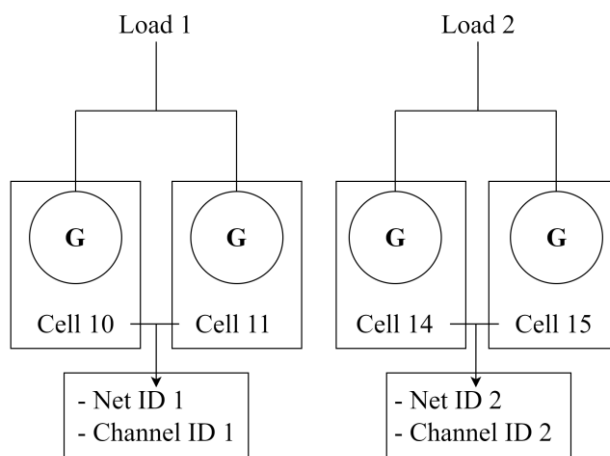 Load 1
Load 2
G
G
G
G
Cell 10
Cell 11
Cell 14
Cell 15
- Net ID 1
- Channel ID 1
- Net ID 2
- Channel ID 2